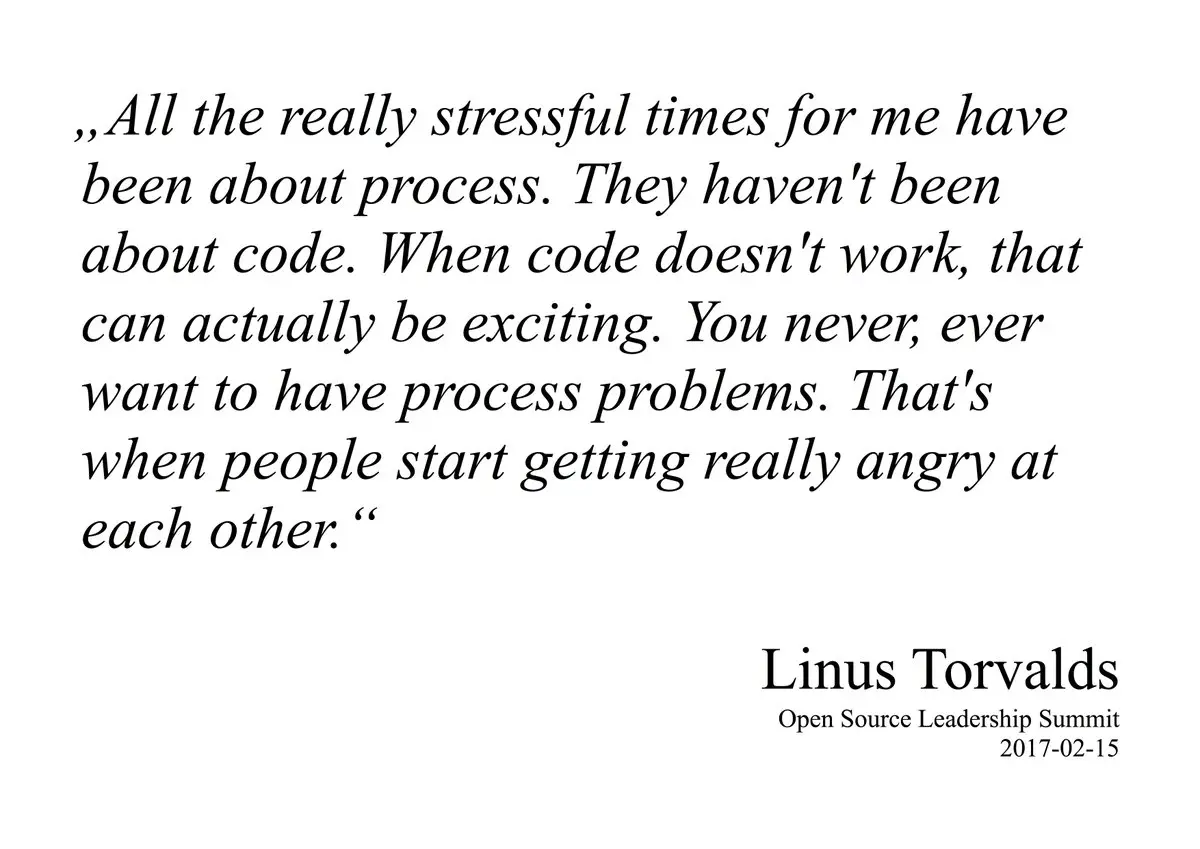 „All the really stressful times for me have
been about process. They haven't been
about code. When code doesn't work, that
can actually be exciting. You never, ever
want to have process problems. That's
when people start getting really angry at
each other.“
Linus Torvalds
Open Source Leadership Summit
2017-02-15